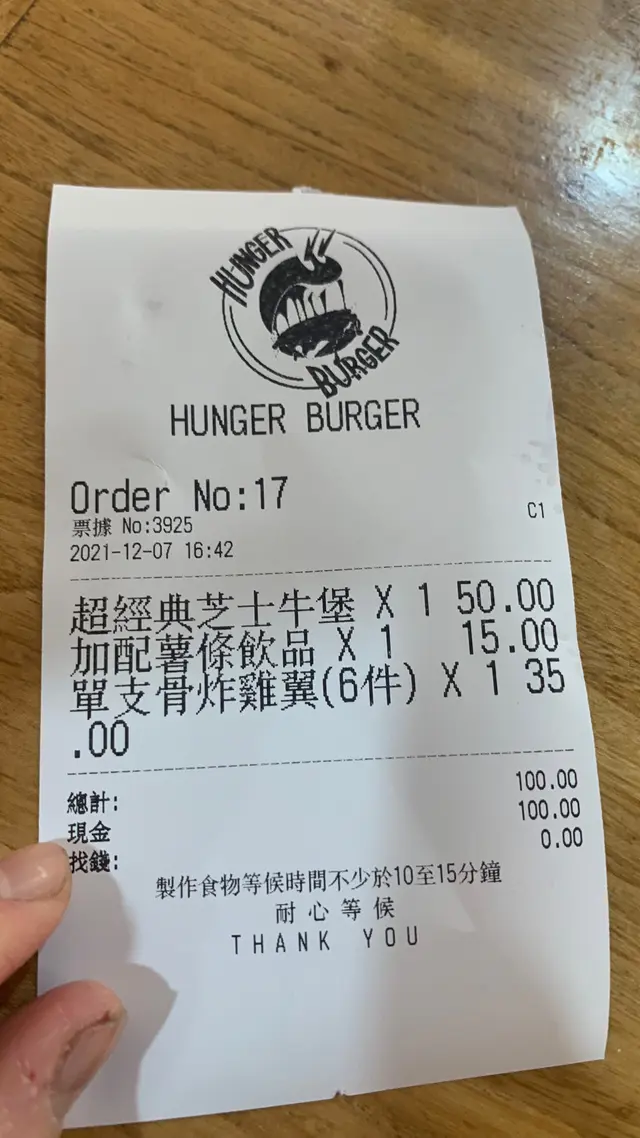 HUNGER
BURGER
HUNGER BURGER
Order No:17
票據 No:3925
C1
2021-12-07 16:42
超經典芝士牛堡 X 1 50.00
加配薯條飲品 X 1 15.00
單支骨炸雞翼(6件) X 1 35
.00
總計: 100.00
現金 100.00
找錢: 0.00
製作食物等候時間不少於10至15分鐘
耐心等候
THANK YOU